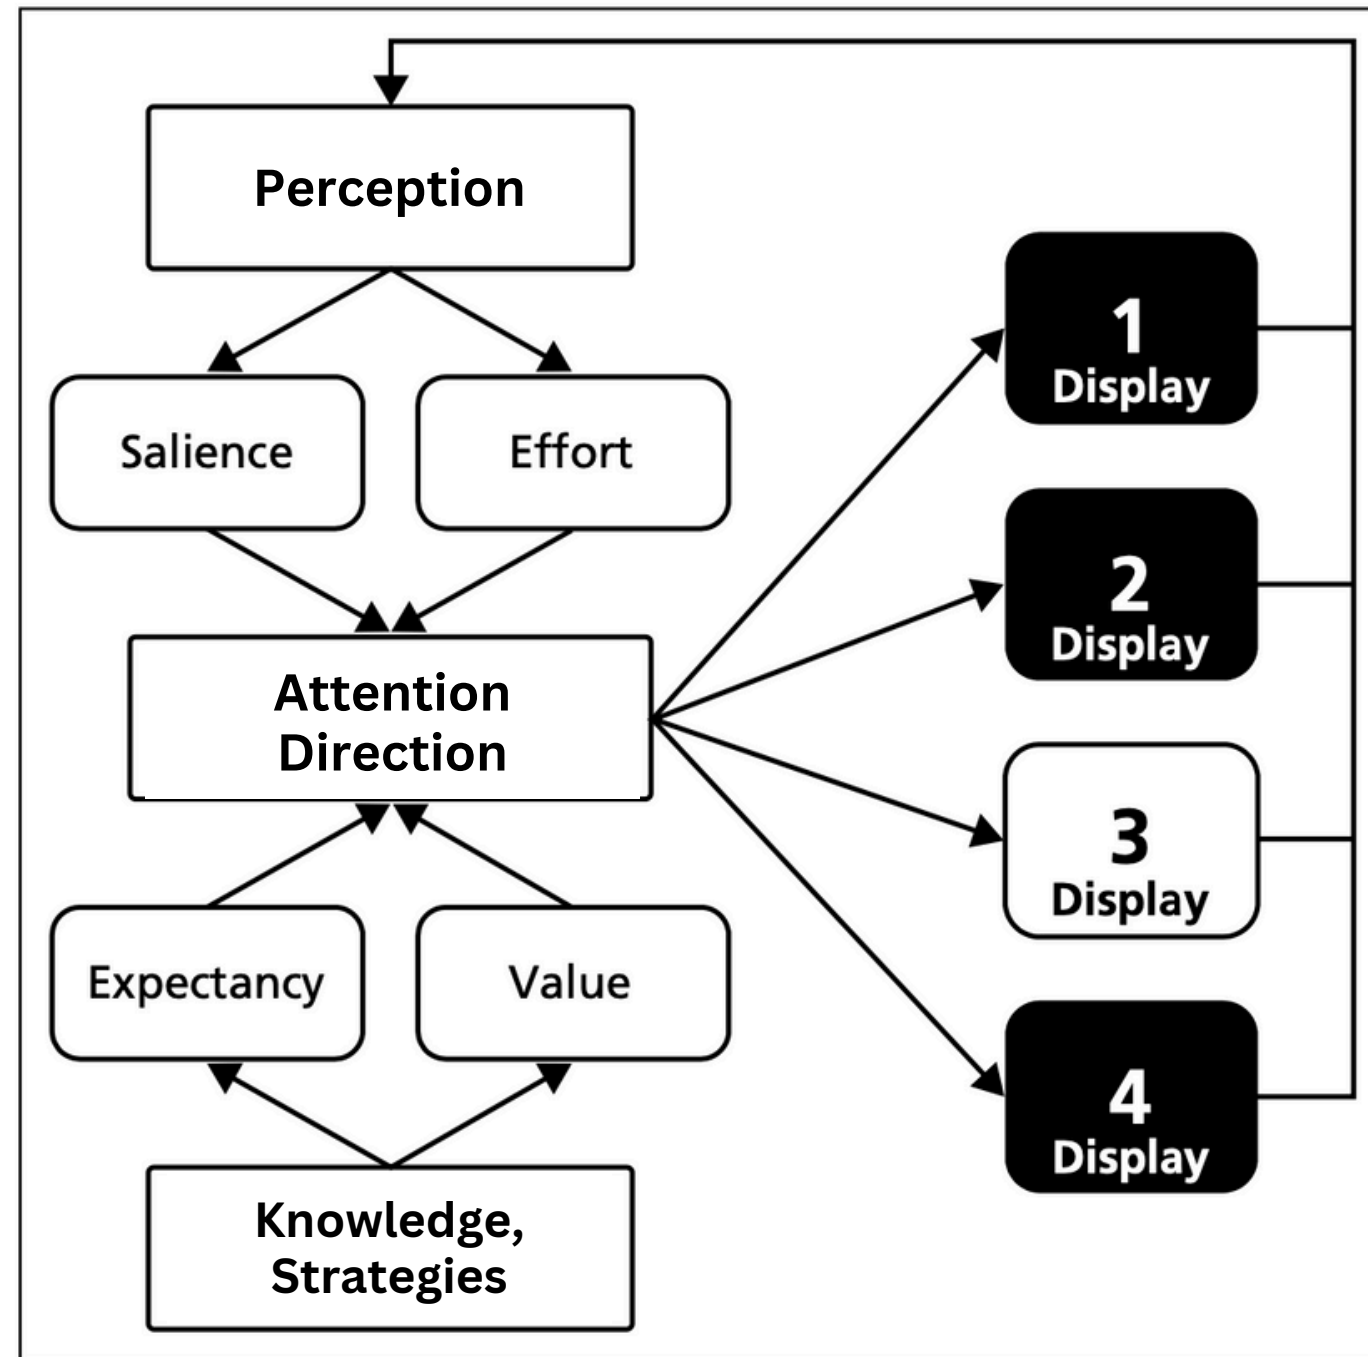 Perception
Salience
Effort
Attention
Direction
Expectancy
Value
Knowledge,
Strategies
1
Display
2
Display
3
Display
4
Display